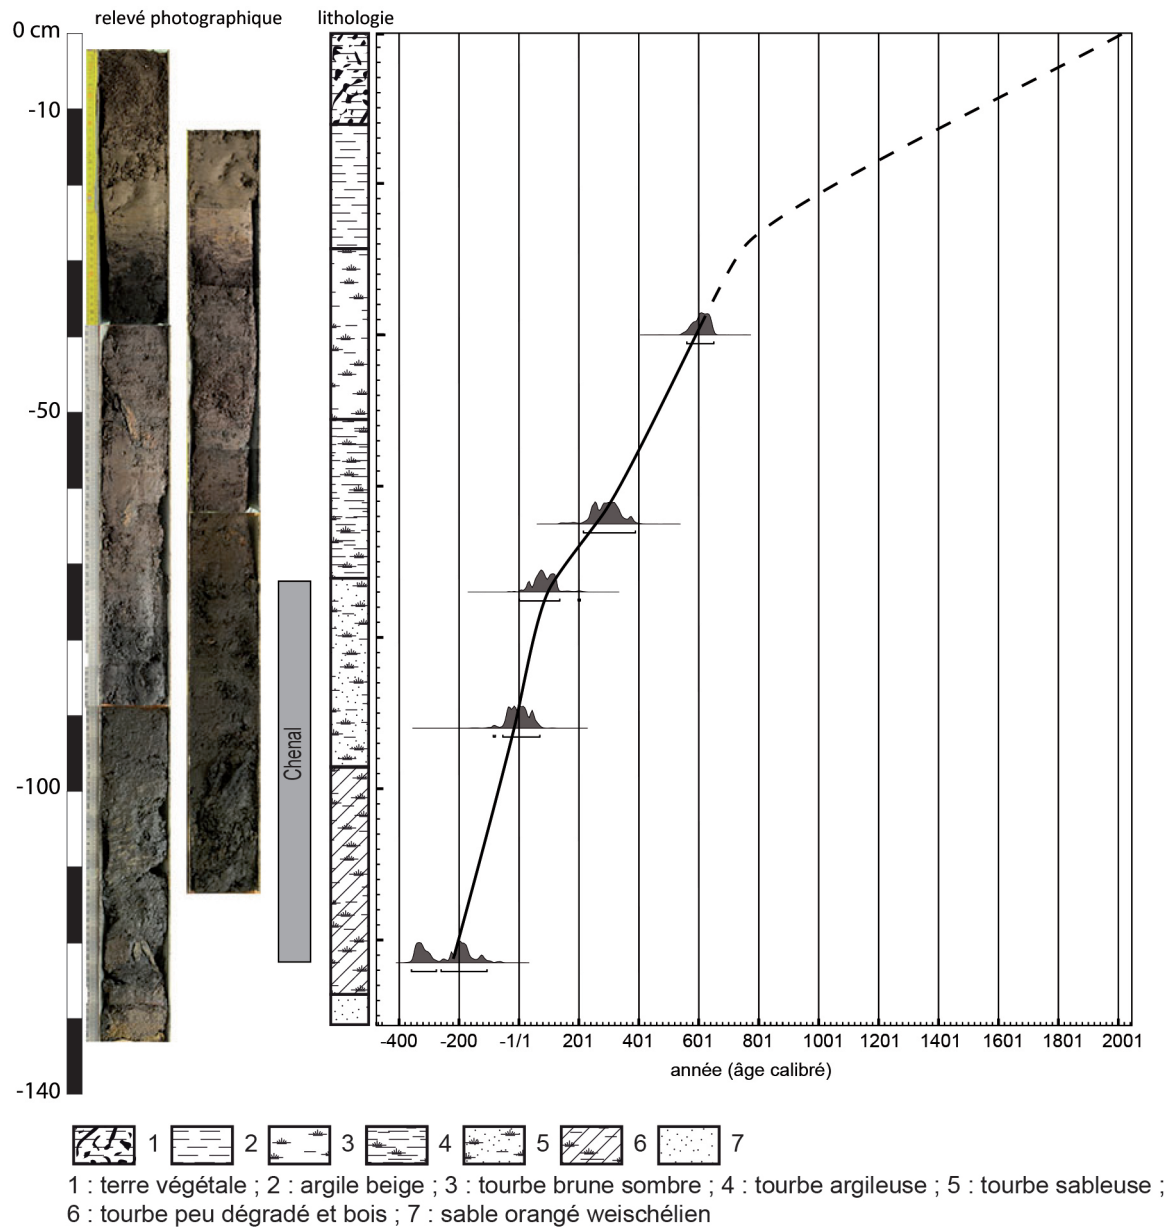 relevé photographique
lithologie
0 cm
-10
-50
-100
-140
Chenal
-400 -200 -1/1 201 401 601 801 1001 1201 1401 1601 1801 2001
année (âge calibré)
1 2 3 4 5 6 7
1 : terre végétale ; 2 : argile beige ; 3 : tourbe brune sombre ; 4 : tourbe argileuse ; 5 : tourbe sableuse ;
6 : tourbe peu dégradé et bois ; 7 : sable orangé weischélien